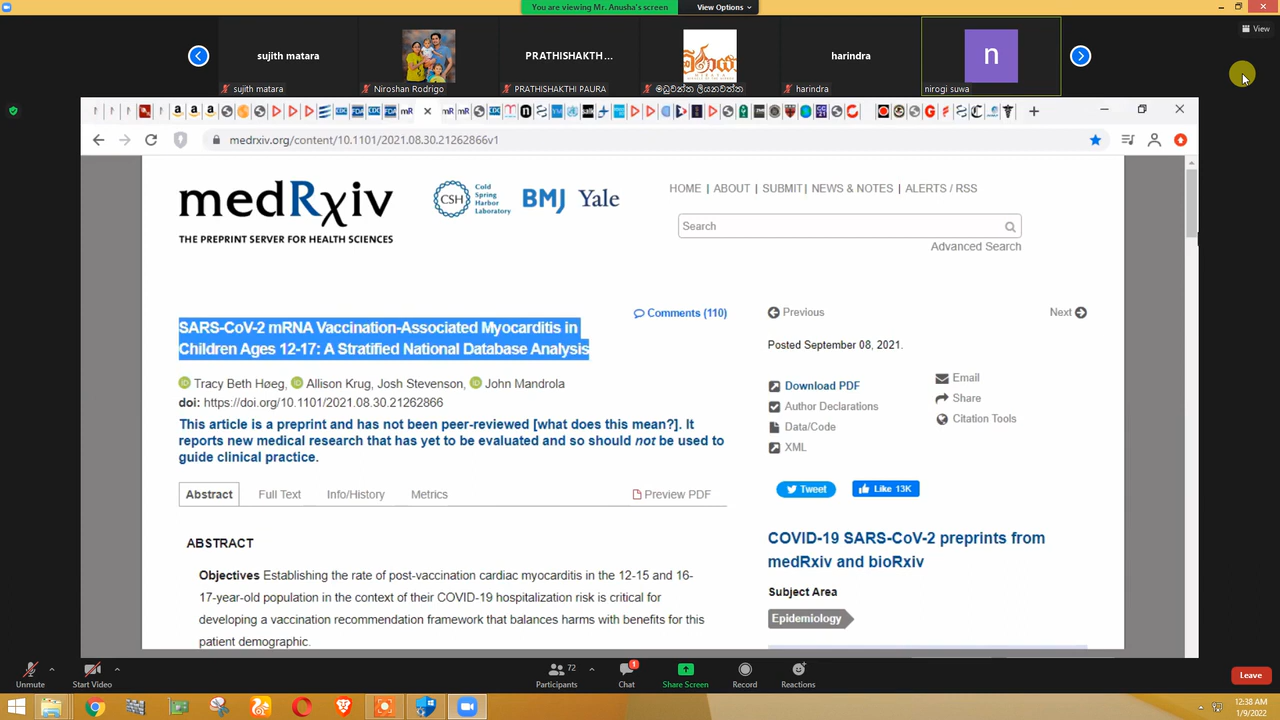 You are viewing Mr. Anusha's screen
View Options
View
sujith matara
PRATHISHAKTH ...
harindra
n
sujith matara
Niroshan Rodrigo
PRATHISHAKTHI PAURA
මධුවන්ත ලියනවත්ත
harindra
nirogi suwa
medrxiv.org/content/10.1101/2021.08.30.21262866v1
medRxiv
THE PREPRINT SERVER FOR HEALTH SCIENCES
CSH
Cold
Spring
Harbor
Laboratory
BMJ
Yale
HOME | ABOUT | SUBMIT | NEWS & NOTES | ALERTS / RSS
Search
Advanced Search
SARS-CoV-2 mRNA Vaccination-Associated Myocarditis in
Children Ages 12-17: A Stratified National Database Analysis
Comments (110)
Tracy Beth Høeg, Allison Krug, Josh Stevenson, John Mandrola
doi: https://doi.org/10.1101/2021.08.30.21262866
This article is a preprint and has not been peer-reviewed [what does this mean?]. It
reports new medical research that has yet to be evaluated and so should not be used to
guide clinical practice.
Abstract
Full Text
Info/History
Metrics
Preview PDF
ABSTRACT
Objectives Establishing the rate of post-vaccination cardiac myocarditis in the 12-15 and 16-
17-year-old population in the context of their COVID-19 hospitalization risk is critical for
developing a vaccination recommendation framework that balances harms with benefits for this
patient demographic.
Previous
Next
Posted September 08, 2021.
Download PDF
Author Declarations
Data/Code
XML
Email
Share
Citation Tools
Tweet
Like 13K
COVID-19 SARS-CoV-2 preprints from
medRxiv and bioRxiv
Subject Area
Epidemiology
Unmute
Start Video
72
Participants
1
Chat
Share Screen
Record
Reactions
Leave
12:38 AM
1/9/2022